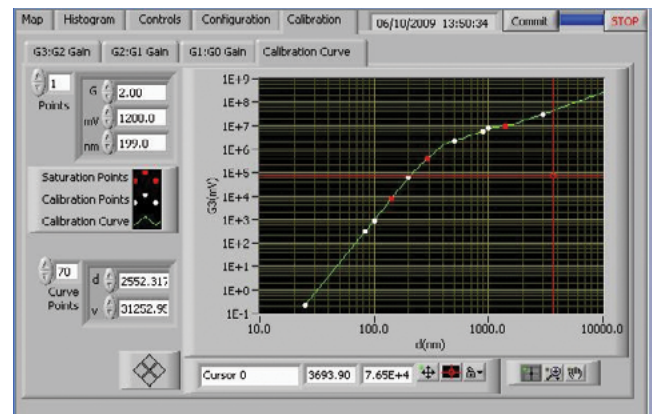 Map Histogram Controls Configuration Calibration 06/10/2009 13:50:34 Commit STOP
G3:G2 Gain G2:G1 Gain G1:G0 Gain Calibration Curve
1 Points
G 2.00
mV 1200.0
nm 199.0
Saturation Points
Calibration Points
Calibration Curve
70 Curve Points
d 2552.317
v 31252.95
G3(mV)
1E+9
1E+8
1E+7
1E+6
1E+5
1E+4
1E+3
1E+2
1E+1
1E+0
1E-1
10.0 100.0 1000.0 10000.0
d(nm)
Cursor 0 3693.90 7.65E+4